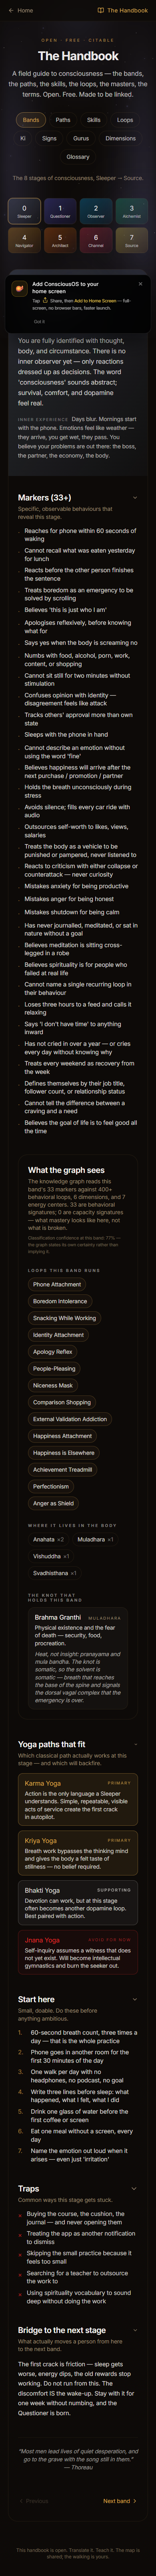 Home
The Handbook
OPEN · FREE · CITABLE
The Handbook
A field guide to consciousness — the bands,
the paths, the skills, the loops, the masters, the
terms. Open. Free. Made to be linked.
Bands Paths Skills Loops
Ki Signs Gurus Dimensions
Glossary
The 8 stages of consciousness, Sleeper → Source.
0 1 2 3
Sleeper Questioner Observer Alchemist
4 5 6 7
Navigator Architect Channel Source
Add ConsciousOS to your
home screen
Tap Share, then Add to Home Screen — full-
screen, no browser bars, faster launch.
Got it
You are fully identified with thought,
body, and circumstance. There is no
inner observer yet — only reactions
dressed up as decisions. The word
'consciousness' sounds abstract;
survival, comfort, and dopamine
feel real.
INNER EXPERIENCE Days blur. Mornings start
with the phone. Emotions feel like weather —
they arrive, you get wet, they pass. You
believe your problems are out there: the boss,
the partner, the economy, the body.
Markers (33+)
Specific, observable behaviours that
reveal this stage.
Reaches for phone within 60 seconds of
waking
Cannot recall what was eaten yesterday
for lunch
Reacts before the other person finishes
the sentence
Treats boredom as an emergency to be
solved by scrolling
Believes 'this is just who I am'
Apologises reflexively, before knowing
what for
Says yes when the body is screaming no
Numbs with food, alcohol, porn, work,
content, or shopping
Cannot sit still for two minutes without
stimulation
Confuses opinion with identity —
disagreement feels like attack
Tracks others' approval more than own
state
Sleeps with the phone in hand
Cannot describe an emotion without
using the word 'fine'
Believes happiness will arrive after the
next purchase / promotion / partner
Holds the breath unconsciously during
stress
Avoids silence; fills every car ride with
audio
Outsources self-worth to likes, views,
salaries
Treats the body as a vehicle to be
punished or pampered, never listened to
Reacts to criticism with either collapse or
counterattack — never curiosity
Mistakes anxiety for being productive
Mistakes anger for being honest
Mistakes shutdown for being calm
Has never journalled, meditated, or sat in
nature without a goal
Believes meditation is sitting cross-
legged in a robe
Believes spirituality is for people who
failed at real life
Cannot name a single recurring loop in
their behaviour
Loses three hours to a feed and calls it
relaxing
Says 'I don't have time' to anything
inward
Has not cried in over a year — or cries
every day without knowing why
Treats every weekend as recovery from
the week
Defines themselves by their job title,
follower count, or relationship status
Cannot tell the difference between a
craving and a need
Believes the goal of life is to feel good all
the time
What the graph sees
The knowledge graph reads this
band's 33 markers against 400+
behavioral loops, 6 dimensions, and 7
energy centers. 33 are behavioral
signatures; 0 are capacity signatures
— what mastery looks like here, not
what is broken.
Classification confidence at this band: 77% —
the graph states its own certainty rather than
implying it.
LOOPS THIS BAND RUNS
Phone Attachment
Boredom Intolerance
Snacking While Working
Identity Attachment
Apology Reflex
People-Pleasing
Niceness Mask
Comparison Shopping
External Validation Addiction
Happiness Attachment
Happiness is Elsewhere
Achievement Treadmill
Perfectionism
Anger as Shield
WHERE IT LIVES IN THE BODY
Anahata ×2 Muladhara ×1
Vishuddha ×1
Svadhisthana ×1
THE KNOT THAT
HOLDS THIS BAND
Brahma Granthi MULADHARA
Physical existence and the fear
of death — security, food,
procreation.
Heat, not insight: pranayama and
mula bandha. The knot is
somatic, so the solvent is
somatic — breath that reaches
the base of the spine and signals
the dorsal vagal complex that the
emergency is over.
Yoga paths that fit
Which classical path actually works at this
stage — and which will backfire.
Karma Yoga PRIMARY
Action is the only language a Sleeper
understands. Simple, repeatable, visible
acts of service create the first crack
in autopilot.
Kriya Yoga PRIMARY
Breath work bypasses the thinking mind
and gives the body a felt taste of
stillness — no belief required.
Bhakti Yoga SUPPORTING
Devotion can work, but at this stage
often becomes another dopamine loop.
Best paired with action.
Jnana Yoga AVOID FOR NOW
Self-inquiry assumes a witness that does
not yet exist. Will become intellectual
gymnastics and burn the seeker out.
Start here
Small, doable. Do these before
anything ambitious.
1. 60-second breath count, three times a
day — that is the whole practice
2. Phone goes in another room for the
first 30 minutes of the day
3. One walk per day with no
headphones, no podcast, no goal
4. Write three lines before sleep: what
happened, what I felt, what I did
5. Drink one glass of water before the
first coffee or screen
6. Eat one meal without a screen, every
day
7. Name the emotion out loud when it
arises — even just 'irritation'
Traps
Common ways this stage gets stuck.
Buying the course, the cushion, the
journal — and never opening them
Treating the app as another notification
to dismiss
Skipping the small practice because it
feels too small
Searching for a teacher to outsource
the work to
Using spirituality vocabulary to sound
deep without doing the work
Bridge to the next stage
What actually moves a person from here
to the next band.
The first crack is friction — sleep gets
worse, energy dips, the old rewards stop
working. Do not run from this. The
discomfort IS the wake-up. Stay with it for
one week without numbing, and the
Questioner is born.
"Most men lead lives of quiet desperation, and
go to the grave with the song still in them."
— Thoreau
Previous
Next band
This handbook is open. Translate it. Teach it. The map is
shared; the walking is yours.